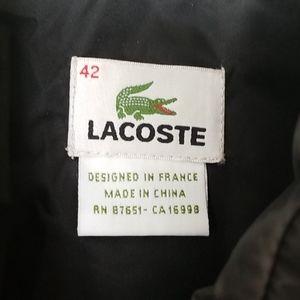 42
LACOSTE
DESIGNED IN FRANCE
MADE IN CHINA
RN 87651- CA16998